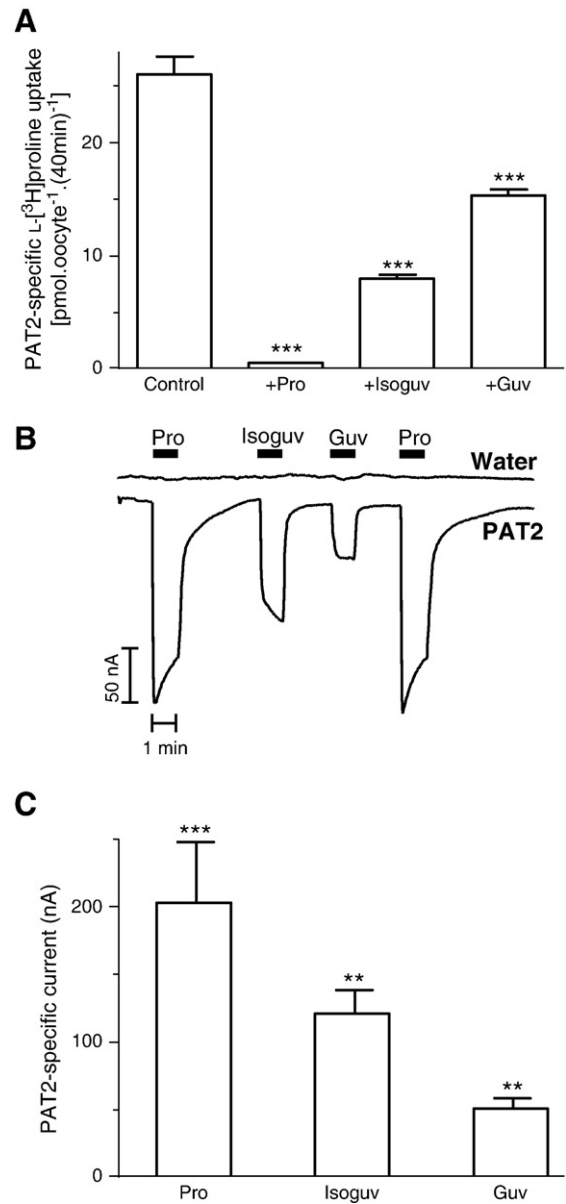 A
PAT2-specific L-[³H]proline uptake
[pmol.oocyte⁻¹.(40min)⁻¹]
20
10
0
***
***
***
Control +Pro +Isoguv +Guv
B
Pro Isoguv Guv Pro
Water
PAT2
50 nA
1 min
C
PAT2-specific current (nA)
200
100
0
***
**
**
Pro Isoguv Guv